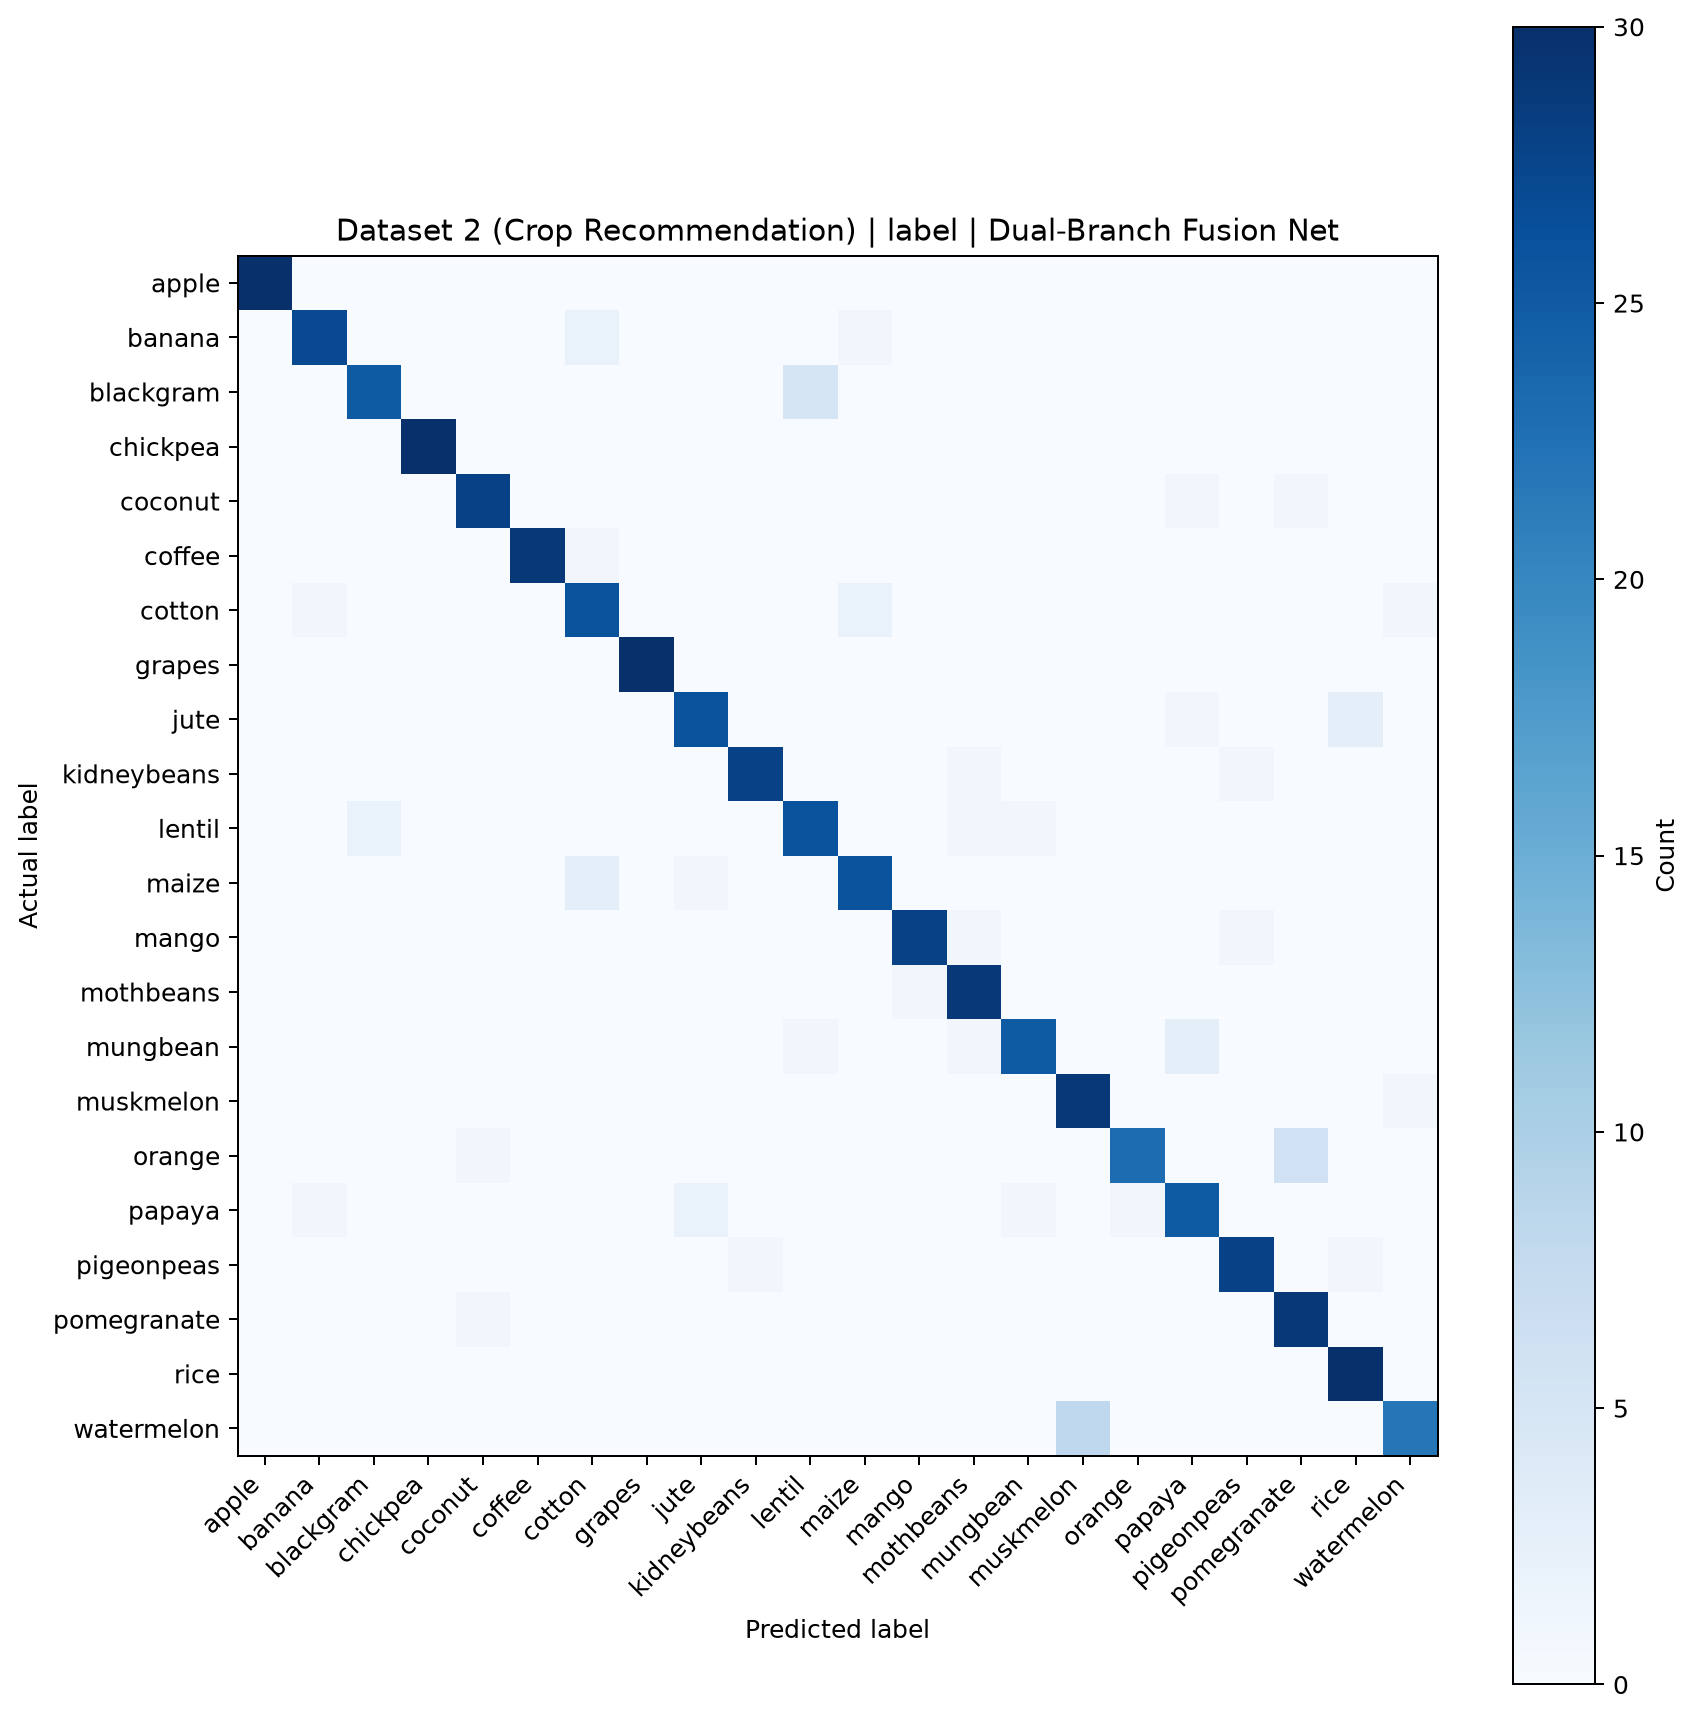 Dataset 2 (Crop Recommendation) | label | Dual-Branch Fusion Net
Actual label
apple
banana
blackgram
chickpea
coconut
coffee
cotton
grapes
jute
kidneybeans
lentil
maize
mango
mothbeans
mungbean
muskmelon
orange
papaya
pigeonpeas
pomegranate
rice
watermelon
apple
banana
blackgram
chickpea
coconut
coffee
cotton
grapes
jute
kidneybeans
lentil
maize
mango
mothbeans
mungbean
muskmelon
orange
papaya
pigeonpeas
pomegranate
rice
watermelon
Predicted label
30
25
20
15
10
5
0
Count